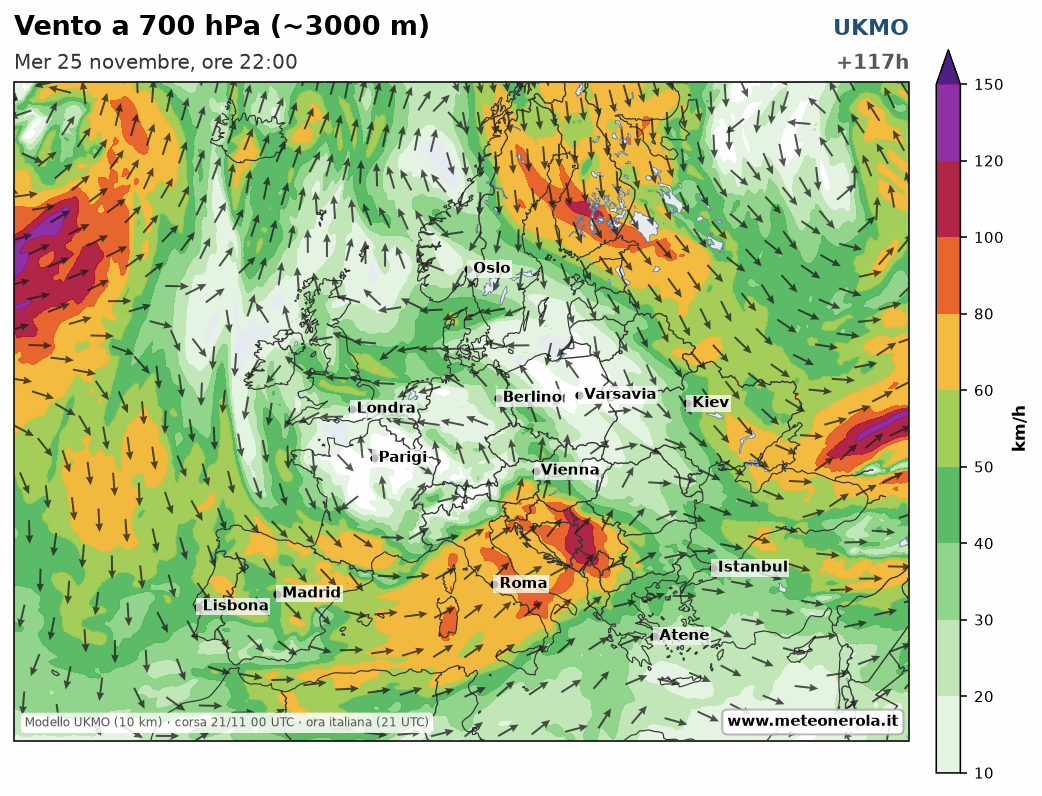 Vento a 700 hPa (~3000 m)
UKMO
Mer 25 novembre, ore 22:00
+117h
150
120
100
80
60
50
40
30
20
10
km/h
Oslo
Berlino
Varsavia
Kiev
Londra
Parigi
Vienna
Istanbul
Roma
Madrid
Lisbona
Atene
Modello UKMO (10 km) · corsa 21/11 00 UTC · ora italiana (21 UTC)
www.meteonerola.it